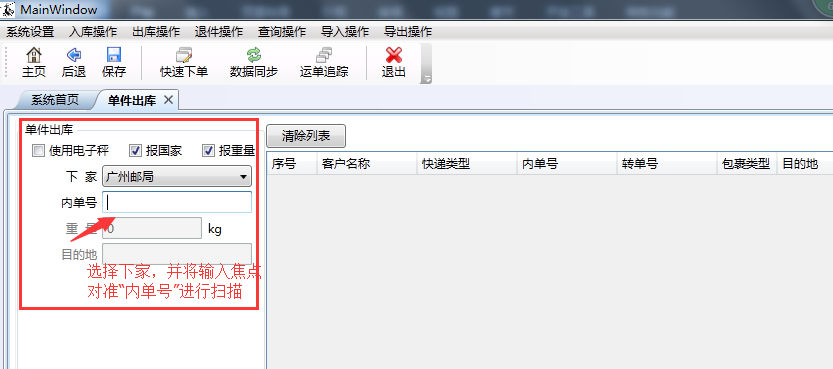 MainWindow
系统设置 入库操作 出库操作 退件操作 查询操作 导入操作 导出操作
主页 后退 保存 快速下单 数据同步 运单追踪 退出
系统首页 单件出库
单件出库
清除列表
使用电子秤 报国家 报重量
序号 客户名称 快递类型 内单号 转单号 包裹类型 目的地
下 家 广州邮局
内单号
重 量 0 kg
目的地
选择下家，并将输入焦点
对准“内单号”进行扫描